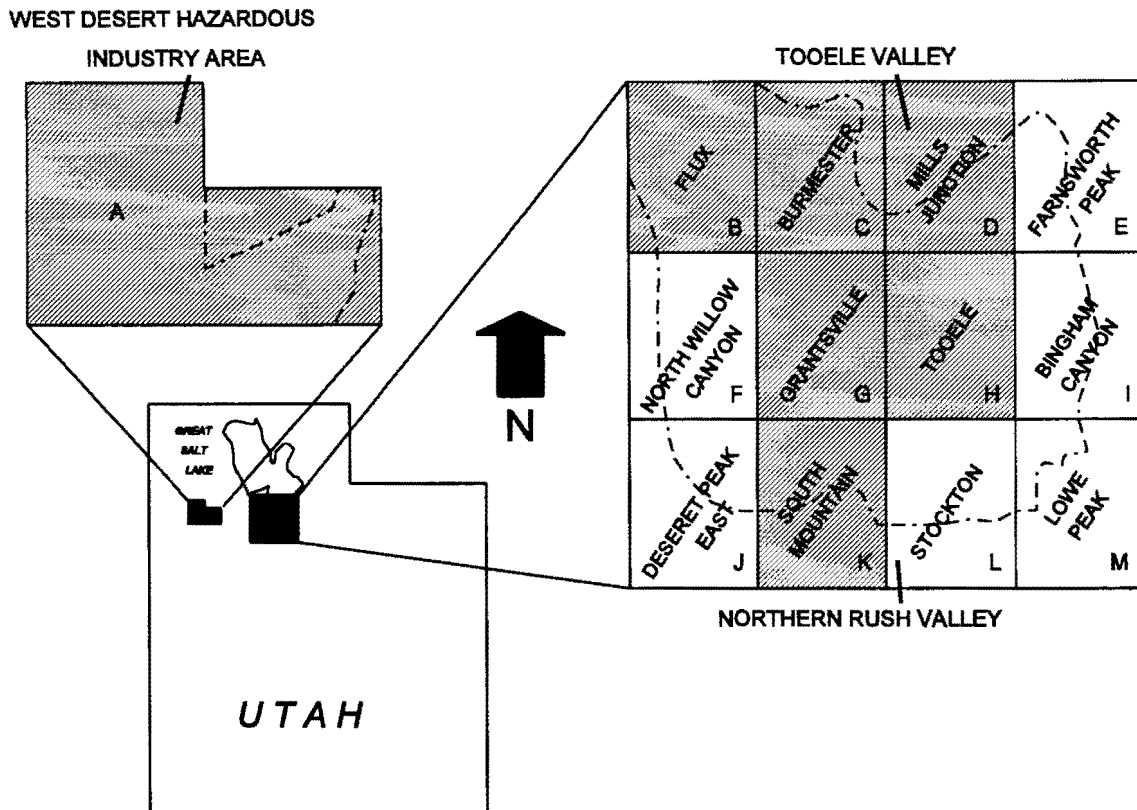 WEST DESERT HAZARDOUS
INDUSTRY AREA
A
TOOELE VALLEY
FLUX
B
BURMESTER
C
MILLS
JUNCTION
D
FARNSWORTH
PEAK
E
NORTH WILLOW
CANYON
F
GRANTSVILLE
G
TOOELE
H
BINGHAM
CANYON
I
DESERET PEAK
EAST
J
SOUTH
MOUNTAIN
K
STOCKTON
L
LOWE
PEAK
M
NORTHERN RUSH VALLEY
N
GREAT
SALT
LAKE
UTAH